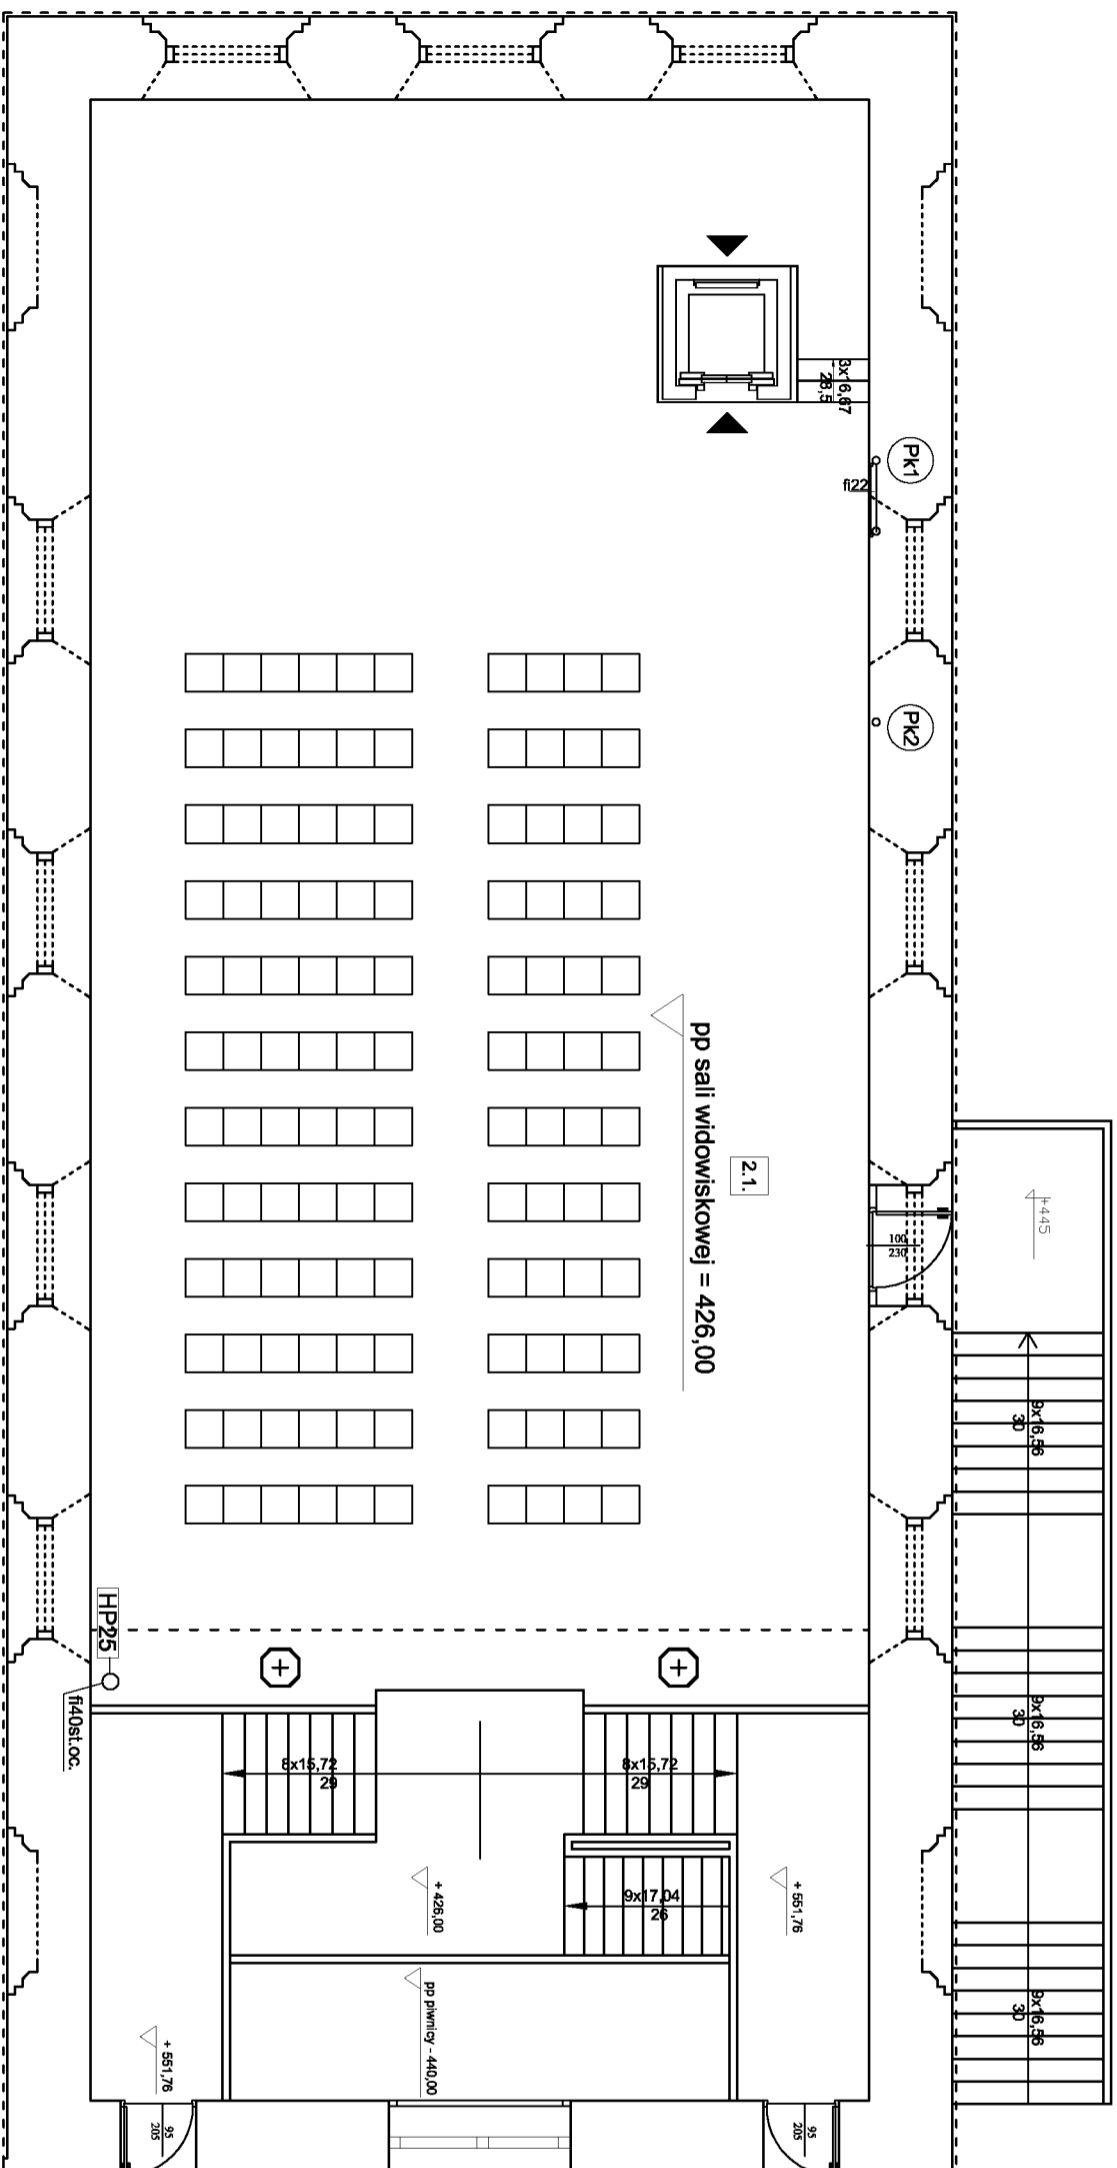 3x16,67
28,5
Pk1
fi22
Pk2
pp sali widowiskowej = 426,00
2.1.
+445
100
230
9x16,56
30
9x16,56
30
9x16,56
30
HP25
fi40st.oc.
8x15,72
29
8x15,72
29
9x17,04
26
+ 426,00
+ 551,76
pp piwnicy - 440,00
+ 551,76
95
205
95
205